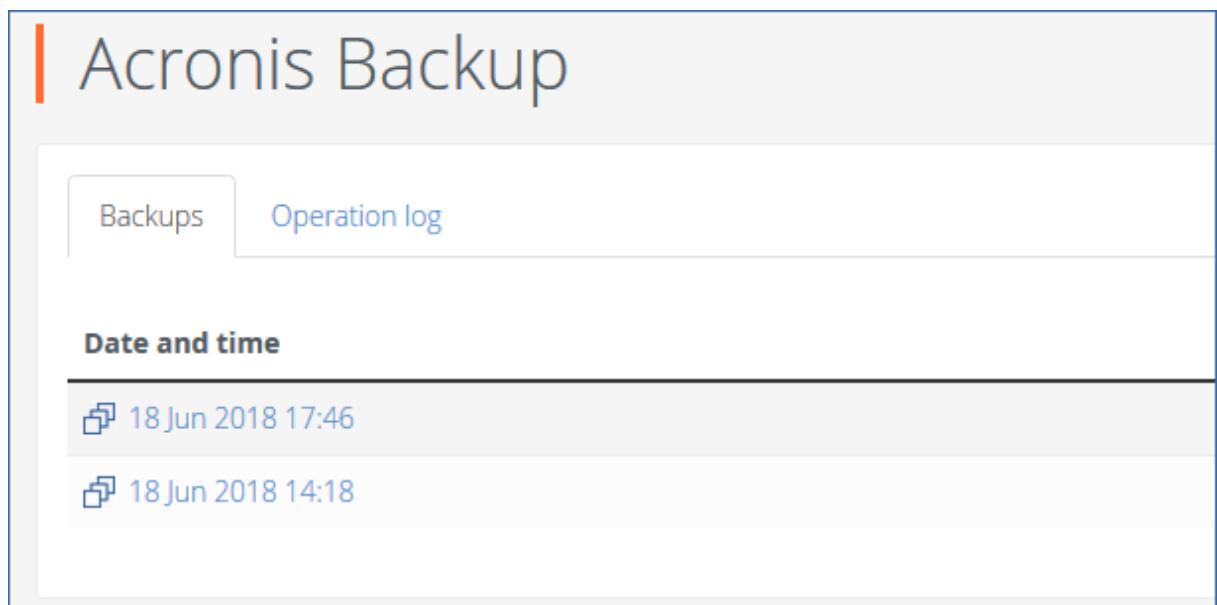 Acronis Backup
Backups Operation log
Date and time
18 Jun 2018 17:46
18 Jun 2018 14:18